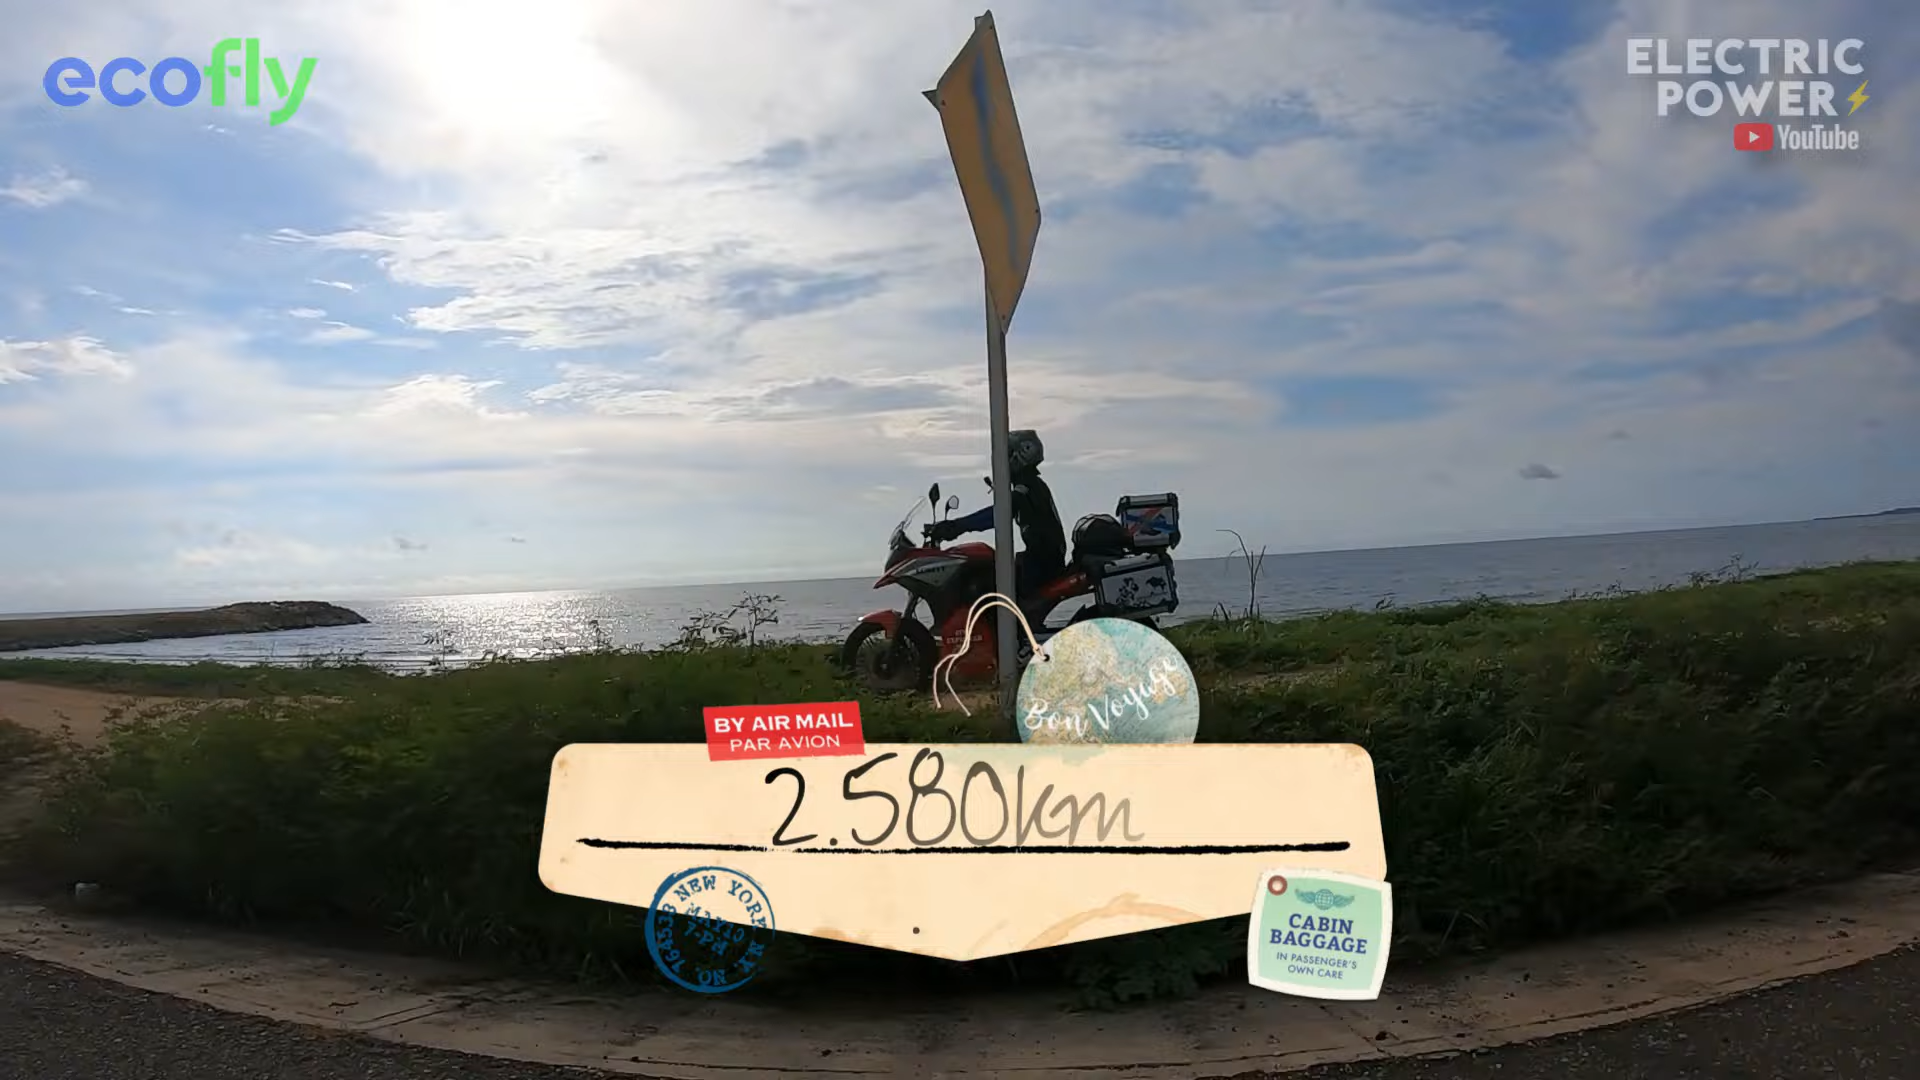 ecofly
ELECTRIC
POWER
YouTube
Bon Voyage
BY AIR MAIL
PAR AVION
2.580km
NEW YORK, N.Y.
CABIN
BAGGAGE
IN PASSENGER'S
OWN CARE